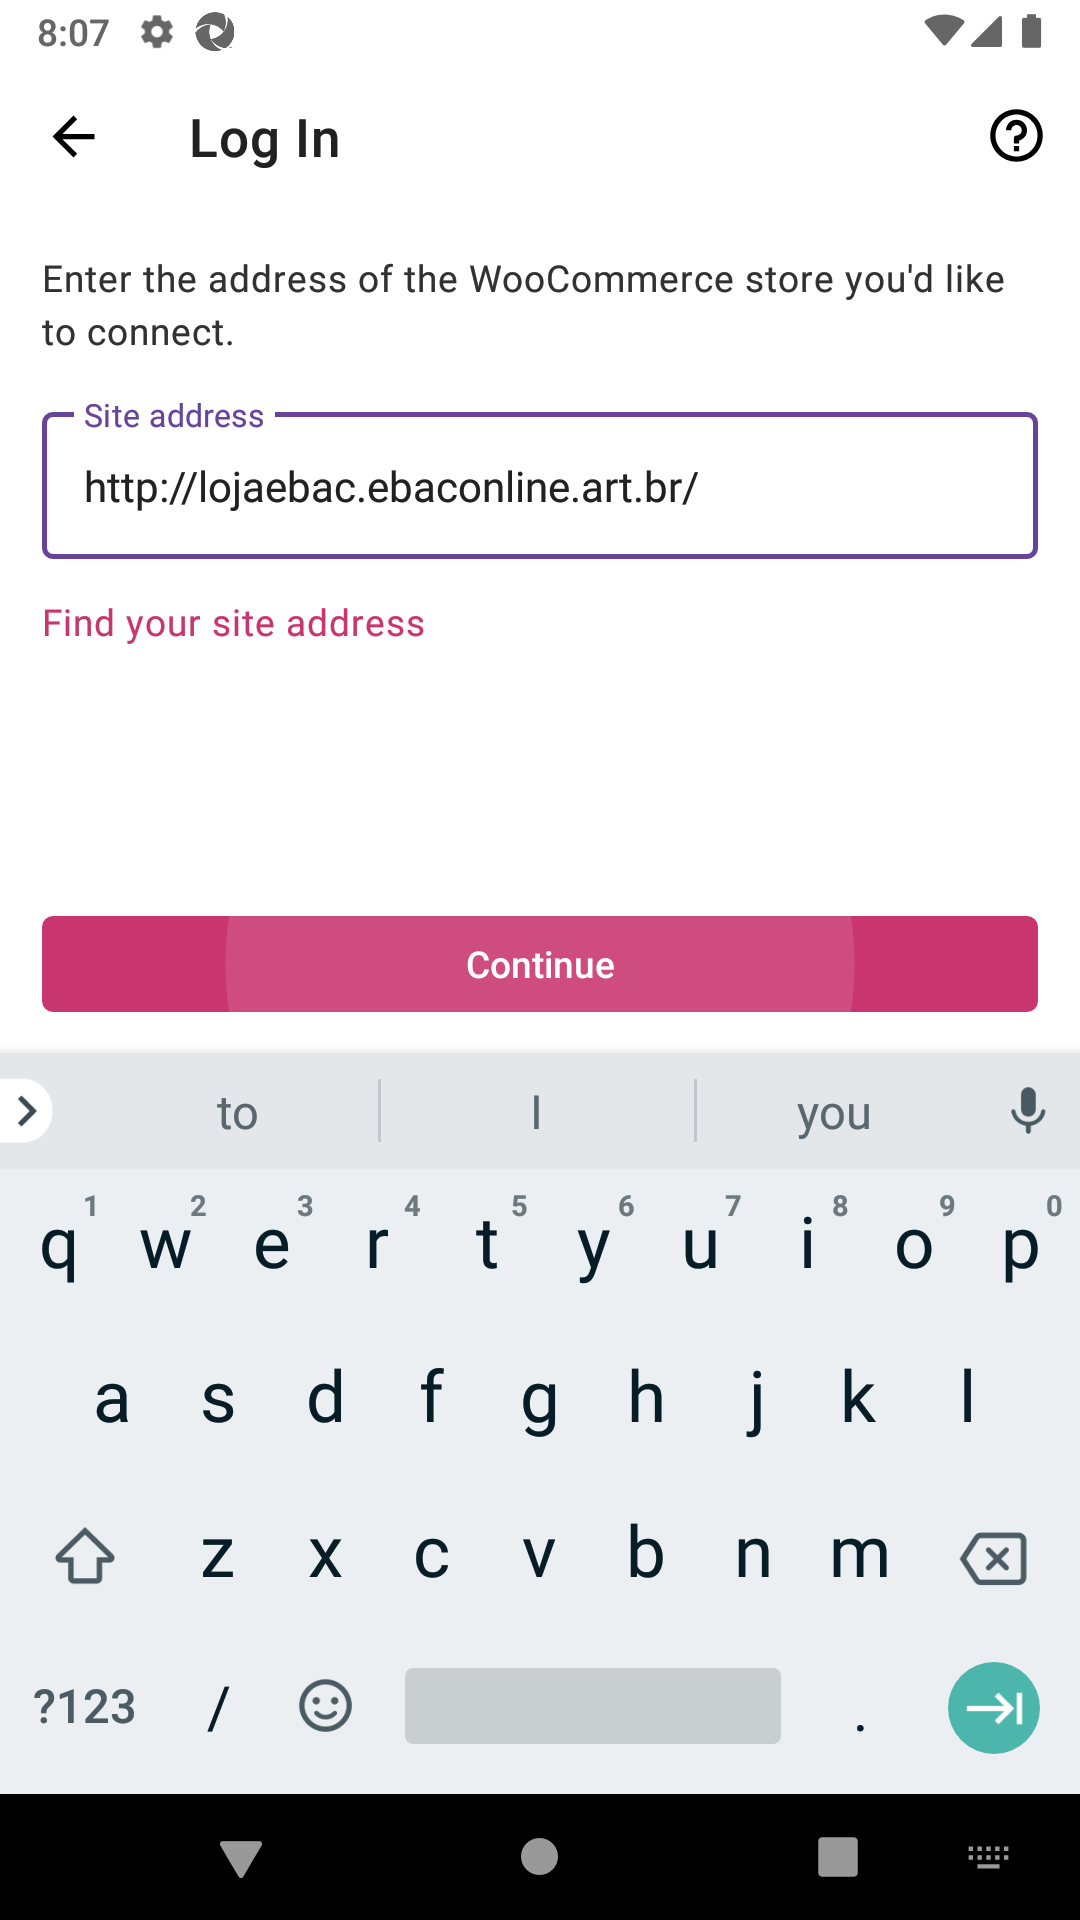 8:07
Log In
Enter the address of the WooCommerce store you'd like
to connect.
Site address
http://lojaebac.ebaconline.art.br/
Find your site address
Continue
to I you
1 2 3 4 5 6 7 8 9 0
q w e r t y u i o p
a s d f g h j k l
z x c v b n m
?123 / .